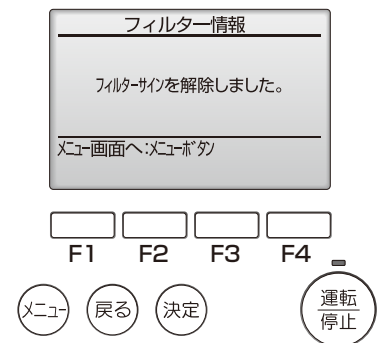 フィルター情報
フィルターサインを解除しました。
メニュー画面へ:メニューボタン
F1 F2 F3 F4
メニュー 戻る 決定 運転
停止